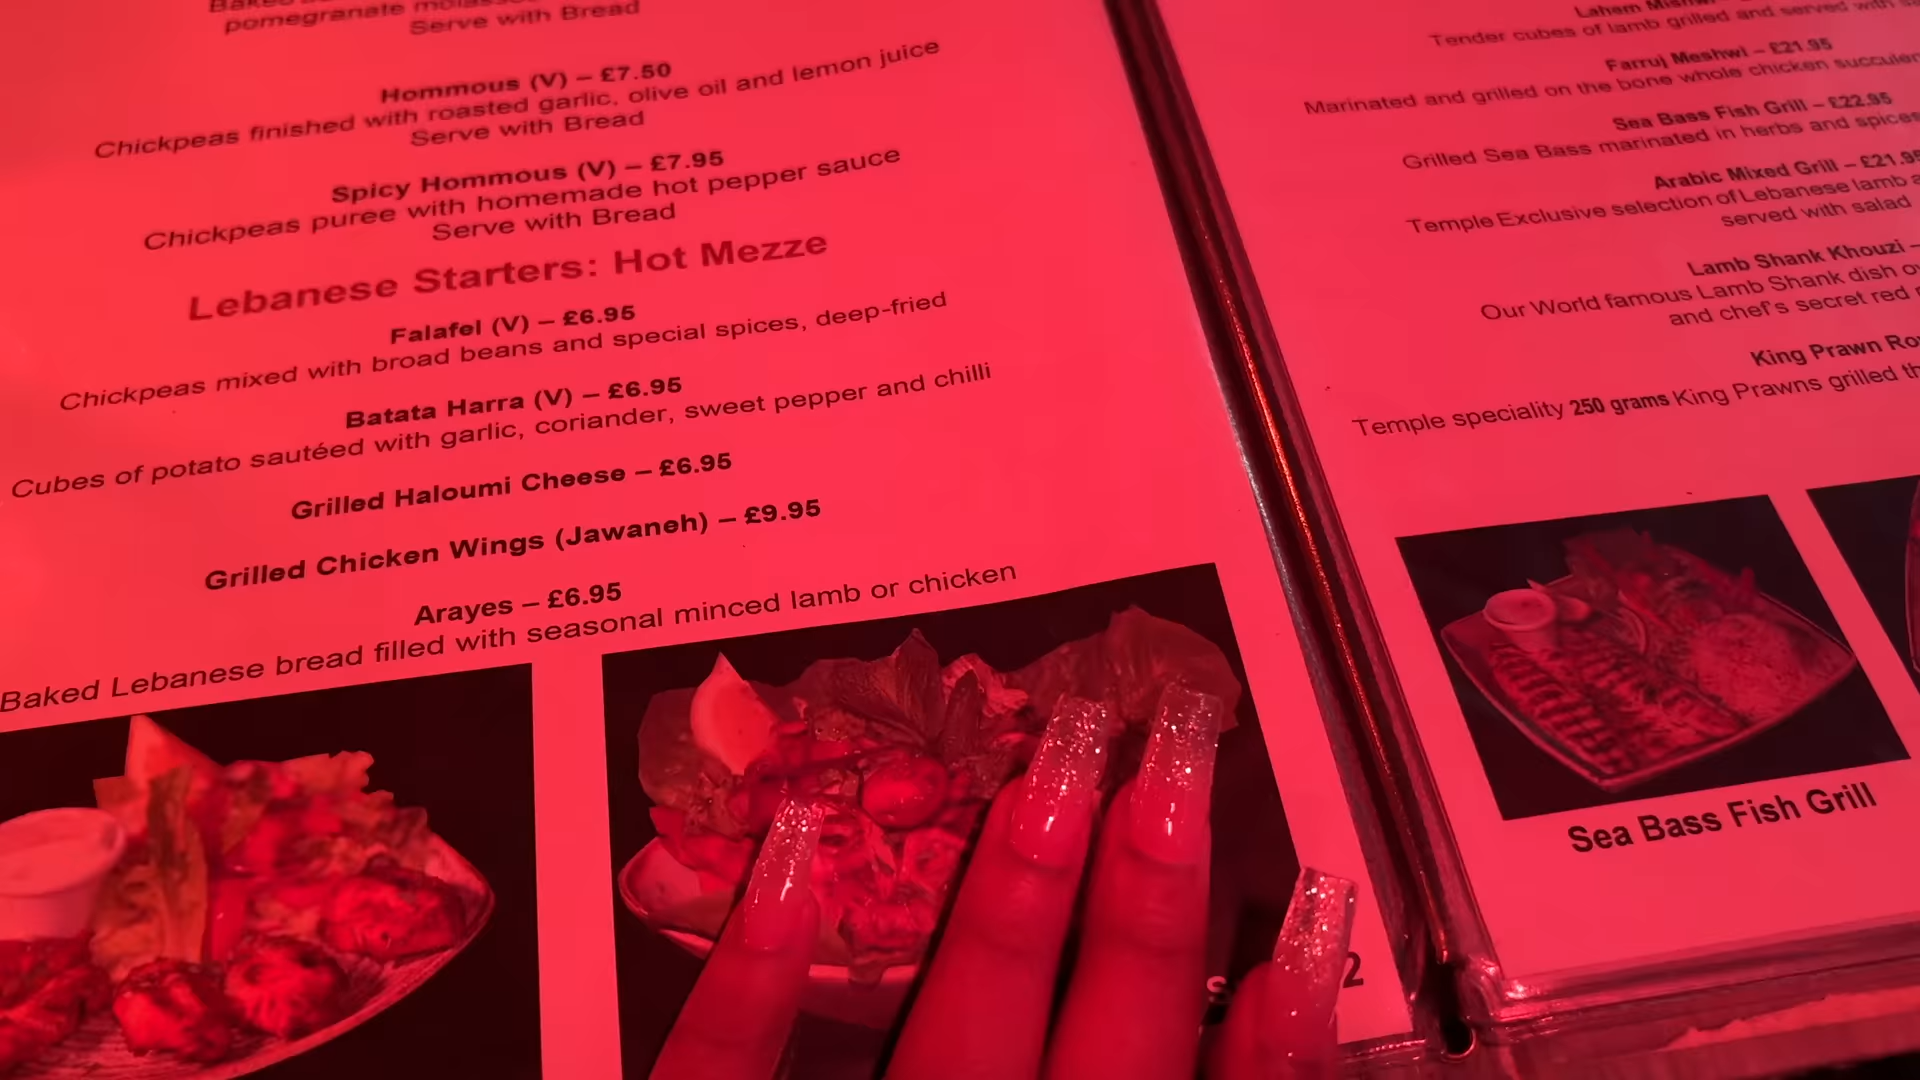 Baked
pomegranate molasses
Serve with Bread
Hommous (V) – £7.50
Chickpeas finished with roasted garlic, olive oil and lemon juice
Serve with Bread
Spicy Hommous (V) – £7.95
Chickpeas puree with homemade hot pepper sauce
Serve with Bread
Lebanese Starters: Hot Mezze
Falafel (V) – £6.95
Chickpeas mixed with broad beans and special spices, deep-fried
Batata Harra (V) – £6.95
Cubes of potato sautéed with garlic, coriander, sweet pepper and chilli
Grilled Haloumi Cheese – £6.95
Grilled Chicken Wings (Jawaneh) – £9.95
Arayes – £6.95
Baked Lebanese bread filled with seasonal minced lamb or chicken
2
Laham
Tender cubes of lamb grilled and served with
Farruj Meshwi – £21.95
Marinated and grilled on the bone whole chicken
Sea Bass Fish Grill – £22.95
Grilled Sea Bass marinated in herbs and spices
Arabic Mixed Grill – £21.95
Temple Exclusive selection of Lebanese lamb
served with salad
Lamb Shank Khouzi –
Our World famous Lamb Shank dish
and chef's secret red
King Prawn
Temple speciality 250 grams King Prawns grilled
Sea Bass Fish Grill